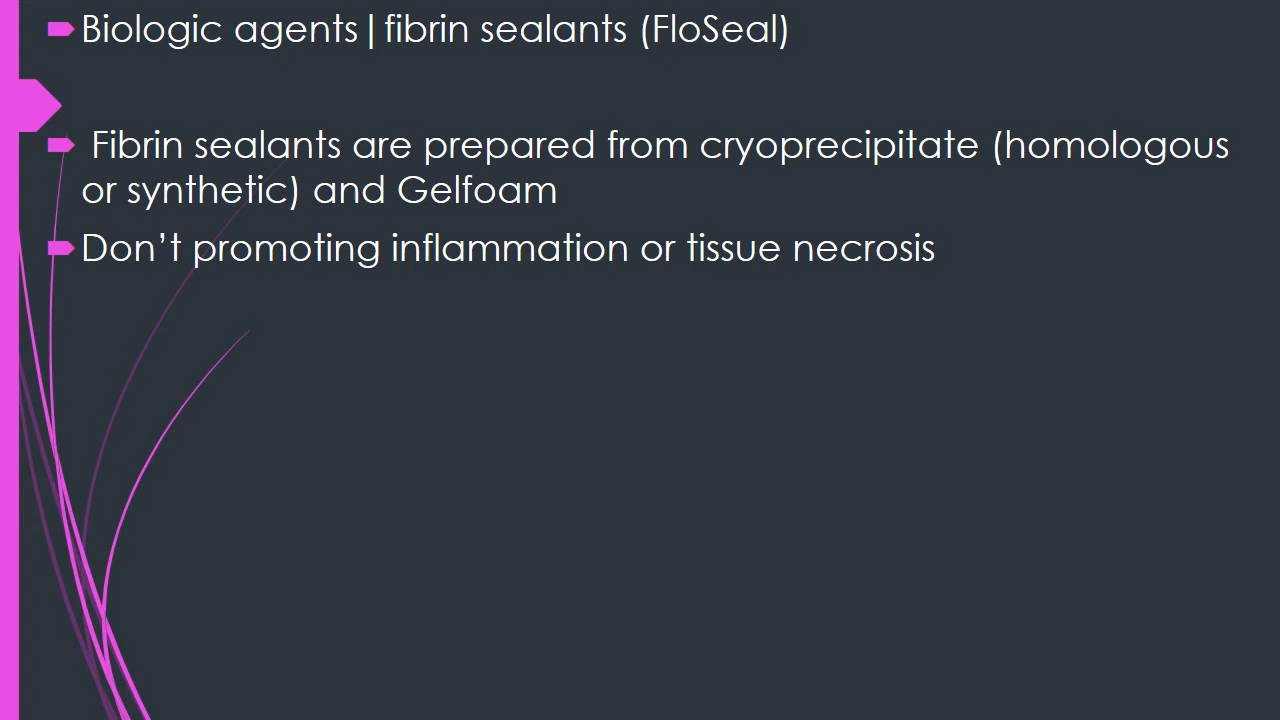 Biologic agents|fibrin sealants (FloSeal)
Fibrin sealants are prepared from cryoprecipitate (homologous
or synthetic) and Gelfoam
Don’t promoting inflammation or tissue necrosis